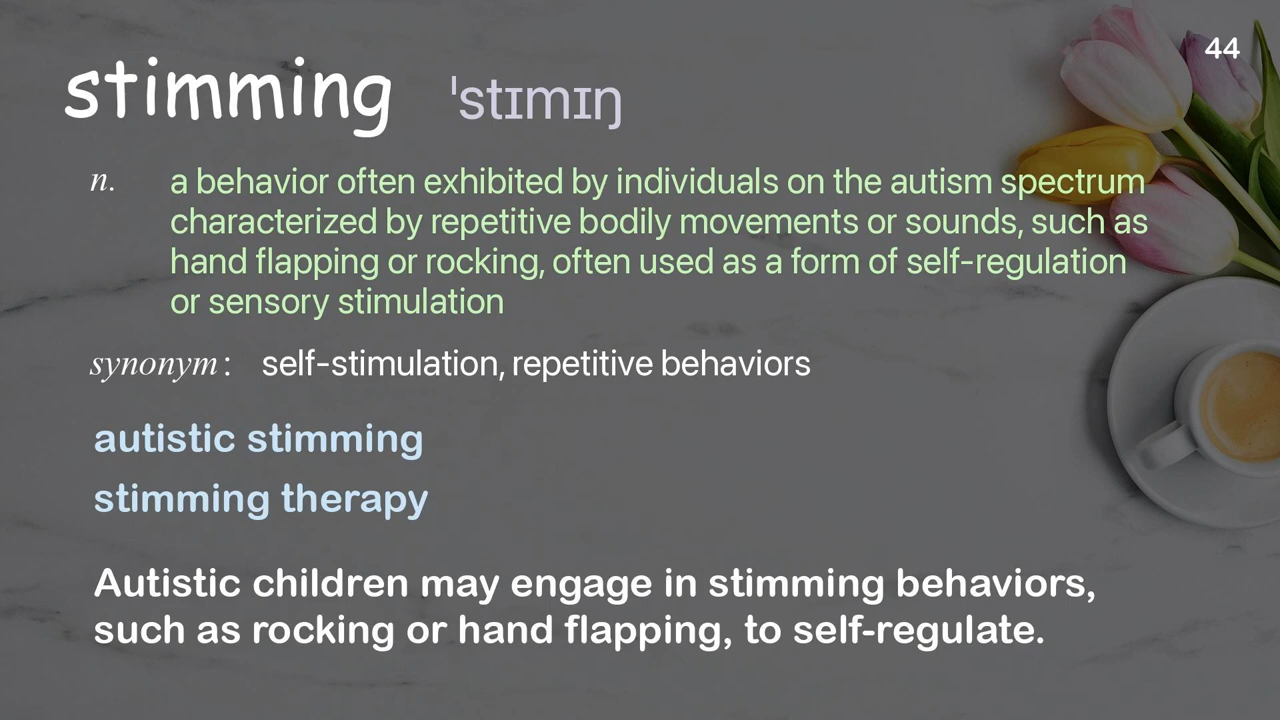 44
stimming ˈstɪmɪŋ
n. a behavior often exhibited by individuals on the autism spectrum
characterized by repetitive bodily movements or sounds, such as
hand flapping or rocking, often used as a form of self-regulation
or sensory stimulation
synonym: self-stimulation, repetitive behaviors
autistic stimming
stimming therapy
Autistic children may engage in stimming behaviors,
such as rocking or hand flapping, to self-regulate.